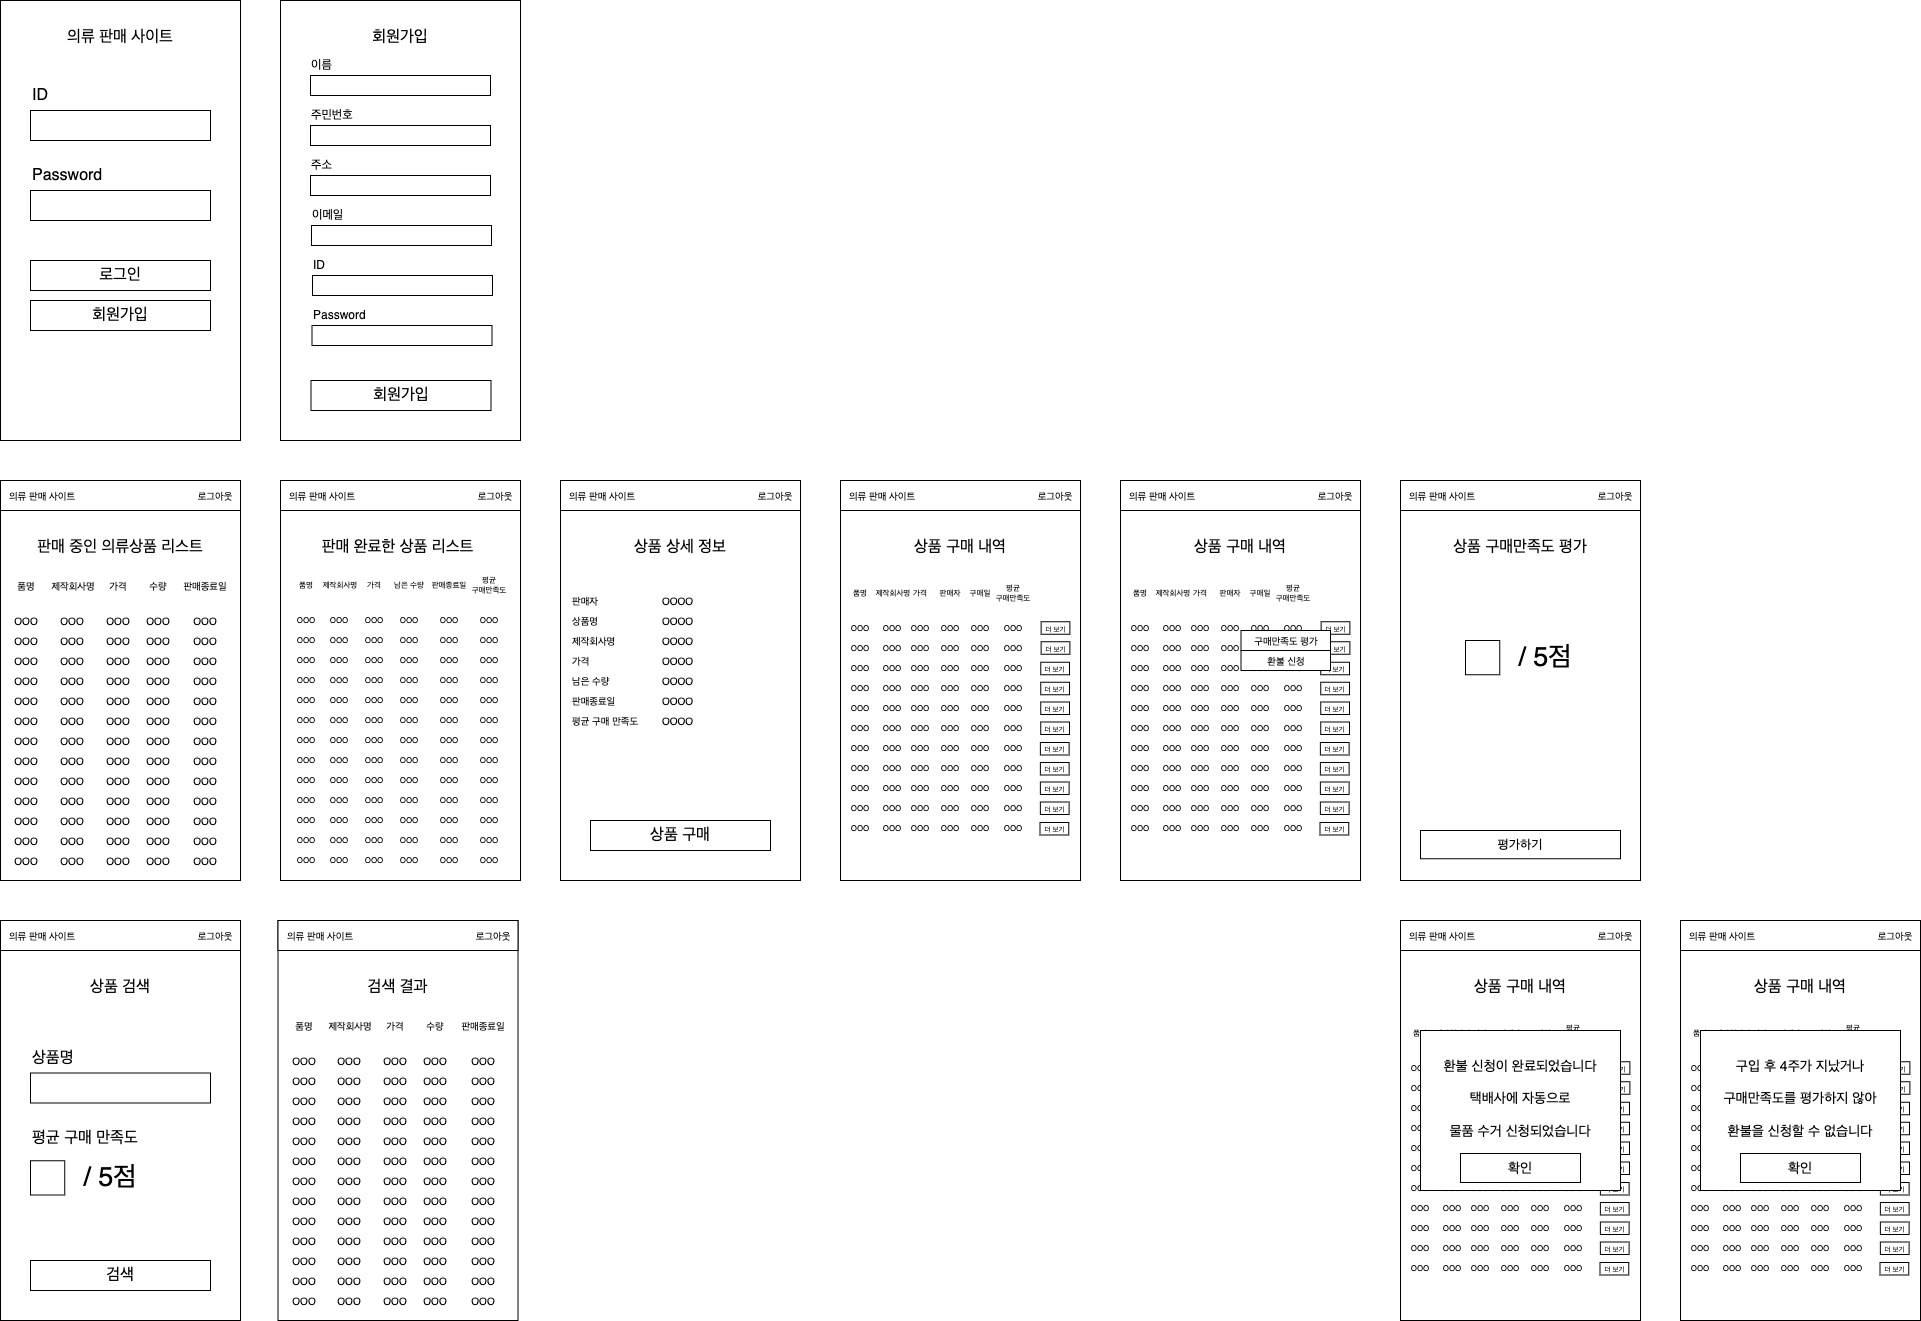 의류 판매 사이트
ID
Password
로그인
회원가입
회원가입
이름
주민번호
주소
이메일
ID
Password
회원가입
의류 판매 사이트 로그아웃
판매 중인 의류상품 리스트
품명 제작회사명 가격 수량 판매종료일
OOO OOO OOO OOO OOO
OOO OOO OOO OOO OOO
OOO OOO OOO OOO OOO
OOO OOO OOO OOO OOO
OOO OOO OOO OOO OOO
OOO OOO OOO OOO OOO
OOO OOO OOO OOO OOO
OOO OOO OOO OOO OOO
OOO OOO OOO OOO OOO
OOO OOO OOO OOO OOO
OOO OOO OOO OOO OOO
OOO OOO OOO OOO OOO
OOO OOO OOO OOO OOO
의류 판매 사이트 로그아웃
판매 완료한 상품 리스트
품명 제작회사명 가격 남은 수량 판매종료일 평균
구매만족도
OOO OOO OOO OOO OOO OOO
OOO OOO OOO OOO OOO OOO
OOO OOO OOO OOO OOO OOO
OOO OOO OOO OOO OOO OOO
OOO OOO OOO OOO OOO OOO
OOO OOO OOO OOO OOO OOO
OOO OOO OOO OOO OOO OOO
OOO OOO OOO OOO OOO OOO
OOO OOO OOO OOO OOO OOO
OOO OOO OOO OOO OOO OOO
OOO OOO OOO OOO OOO OOO
OOO OOO OOO OOO OOO OOO
OOO OOO OOO OOO OOO OOO
의류 판매 사이트 로그아웃
상품 상세 정보
판매자 OOOO
상품명 OOOO
제작회사명 OOOO
가격 OOOO
남은 수량 OOOO
판매종료일 OOOO
평균 구매 만족도 OOOO
상품 구매
의류 판매 사이트 로그아웃
상품 구매 내역
품명 제작회사명 가격 판매자 구매일 평균
구매만족도
OOO OOO OOO OOO OOO OOO 더 보기
OOO OOO OOO OOO OOO OOO 더 보기
OOO OOO OOO OOO OOO OOO 더 보기
OOO OOO OOO OOO OOO OOO 더 보기
OOO OOO OOO OOO OOO OOO 더 보기
OOO OOO OOO OOO OOO OOO 더 보기
OOO OOO OOO OOO OOO OOO 더 보기
OOO OOO OOO OOO OOO OOO 더 보기
OOO OOO OOO OOO OOO OOO 더 보기
OOO OOO OOO OOO OOO OOO 더 보기
OOO OOO OOO OOO OOO OOO 더 보기
의류 판매 사이트 로그아웃
상품 구매 내역
품명 제작회사명 가격 판매자 구매일 평균
구매만족도
OOO OOO OOO OOO OOO OOO 더 보기
구매만족도 평가
OOO OOO OOO OOO 보기
환불 신청
OOO OOO OOO OOO 보기
OOO OOO OOO OOO OOO OOO 더 보기
OOO OOO OOO OOO OOO OOO 더 보기
OOO OOO OOO OOO OOO OOO 더 보기
OOO OOO OOO OOO OOO OOO 더 보기
OOO OOO OOO OOO OOO OOO 더 보기
OOO OOO OOO OOO OOO OOO 더 보기
OOO OOO OOO OOO OOO OOO 더 보기
OOO OOO OOO OOO OOO OOO 더 보기
의류 판매 사이트 로그아웃
상품 구매만족도 평가
/ 5점
평가하기
의류 판매 사이트 로그아웃
상품 검색
상품명
평균 구매 만족도
/ 5점
검색
의류 판매 사이트 로그아웃
검색 결과
품명 제작회사명 가격 수량 판매종료일
OOO OOO OOO OOO OOO
OOO OOO OOO OOO OOO
OOO OOO OOO OOO OOO
OOO OOO OOO OOO OOO
OOO OOO OOO OOO OOO
OOO OOO OOO OOO OOO
OOO OOO OOO OOO OOO
OOO OOO OOO OOO OOO
OOO OOO OOO OOO OOO
OOO OOO OOO OOO OOO
OOO OOO OOO OOO OOO
OOO OOO OOO OOO OOO
OOO OOO OOO OOO OOO
의류 판매 사이트 로그아웃
상품 구매 내역
평균
환불 신청이 완료되었습니다
택배사에 자동으로
물품 수거 신청되었습니다
확인
OOO OOO OOO OOO OOO OOO 더 보기
OOO OOO OOO OOO OOO OOO 더 보기
OOO OOO OOO OOO OOO OOO 더 보기
OOO OOO OOO OOO OOO OOO 더 보기
의류 판매 사이트 로그아웃
상품 구매 내역
평균
구입 후 4주가 지났거나
구매만족도를 평가하지 않아
환불을 신청할 수 없습니다
확인
OOO OOO OOO OOO OOO OOO 더 보기
OOO OOO OOO OOO OOO OOO 더 보기
OOO OOO OOO OOO OOO OOO 더 보기
OOO OOO OOO OOO OOO OOO 더 보기